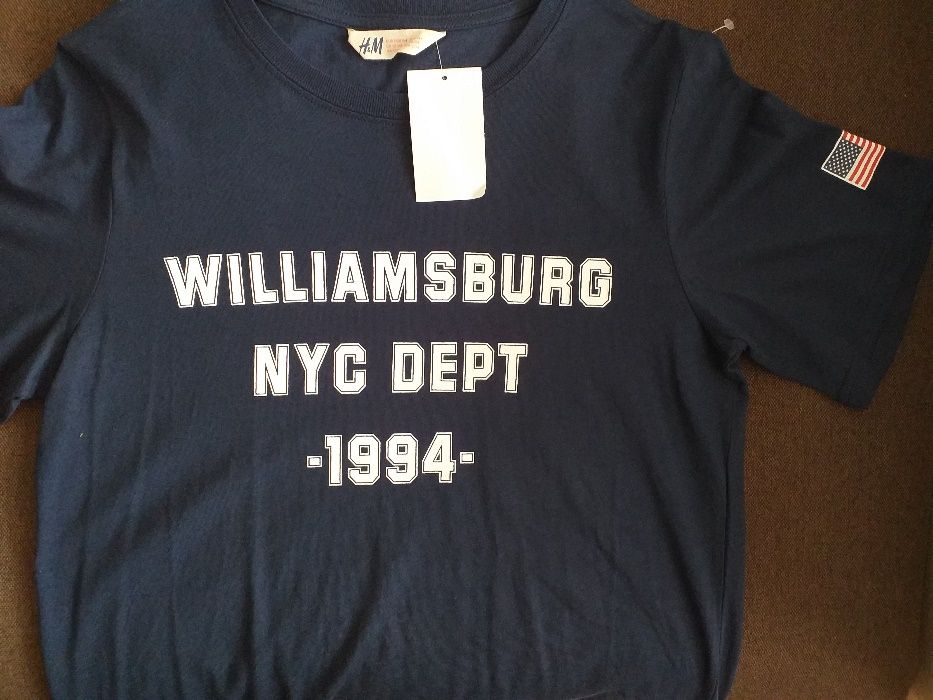 H&M
WILLIAMSBURG
NYC DEPT
-1994-